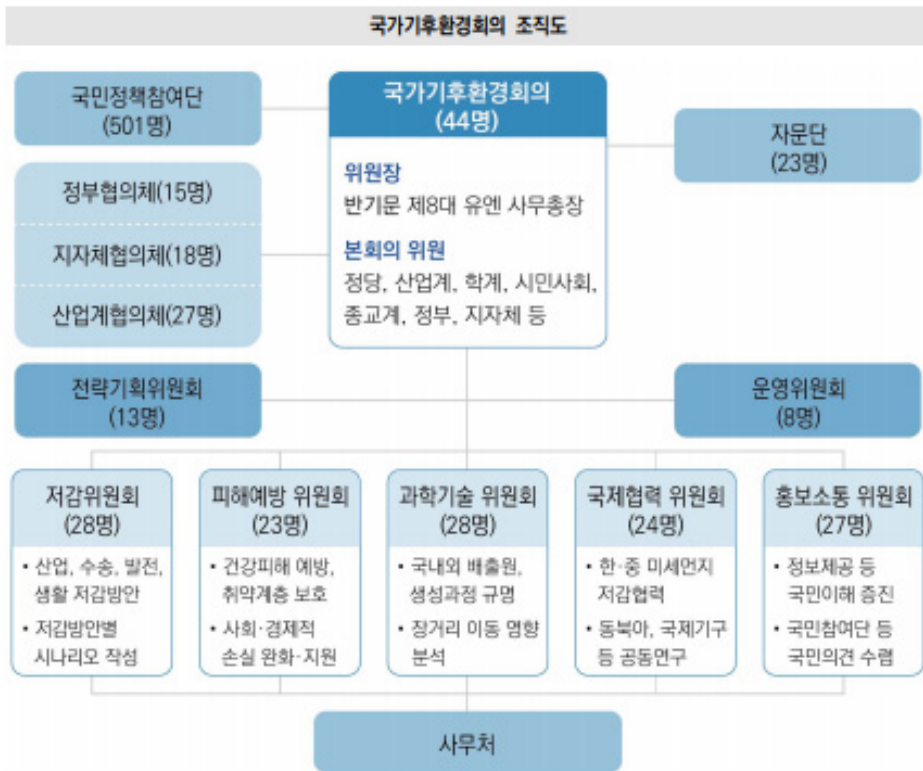 국가기후환경회의 조직도
국민정책참여단
(501명)
국가기후환경회의
(44명)
자문단
(23명)
정부협의체(15명)
지자체협의체(18명)
산업계협의체(27명)
위원장
반기문 제8대 유엔 사무총장
본회의 위원
정당, 산업계, 학계, 시민사회,
종교계, 정부, 지자체 등
전략기획위원회
(13명)
운영위원회
(8명)
저감위원회
(28명)
• 산업, 수송, 발전,
생활 저감방안
• 저감방안별
시나리오 작성
피해예방 위원회
(23명)
• 건강피해 예방,
취약계층 보호
• 사회·경제적
손실 완화·지원
과학기술 위원회
(28명)
• 국내외 배출원,
생성과정 규명
• 장거리 이동 영향
분석
국제협력 위원회
(24명)
• 한·중 미세먼지
저감협력
• 동북아, 국제기구
등 공동연구
홍보소통 위원회
(27명)
• 정보제공 등
국민이해 증진
• 국민참여단 등
국민의견 수렴
사무처